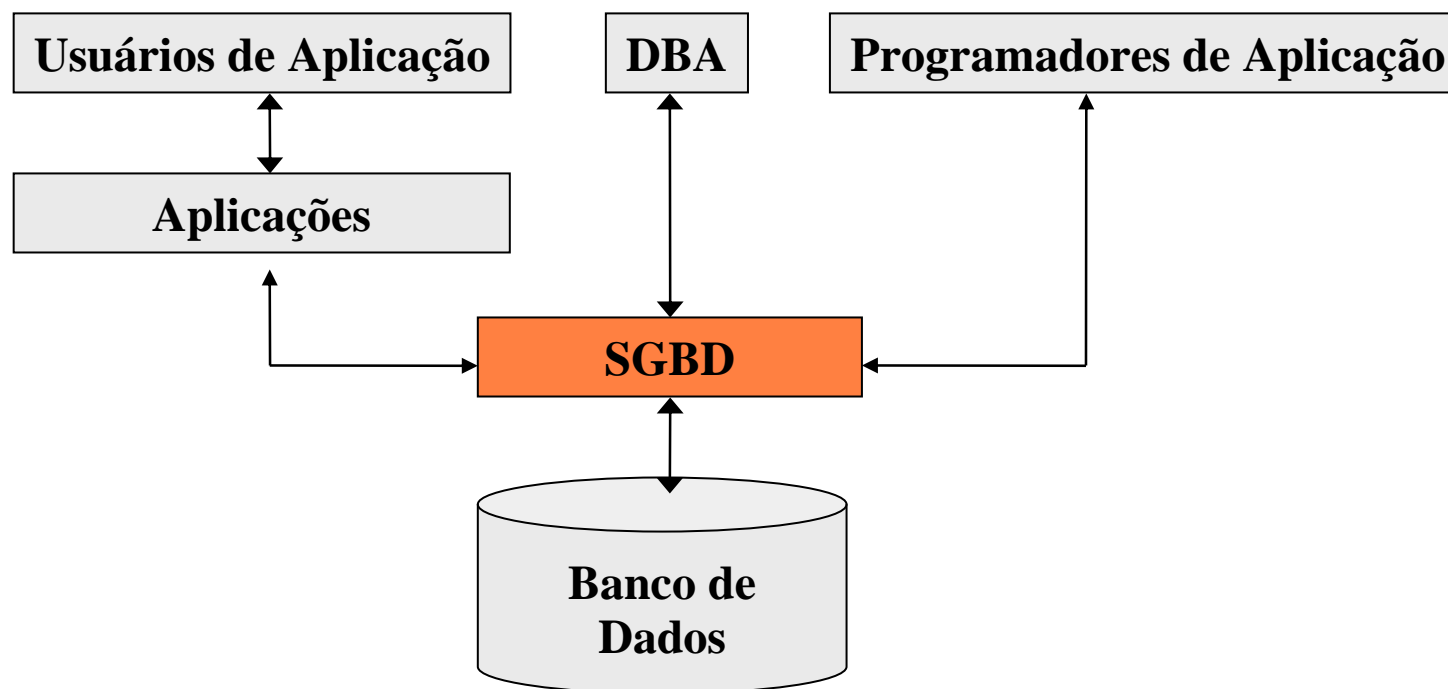 Usuários de Aplicação
DBA
Programadores de Aplicação
Aplicações
SGBD
Banco de
Dados